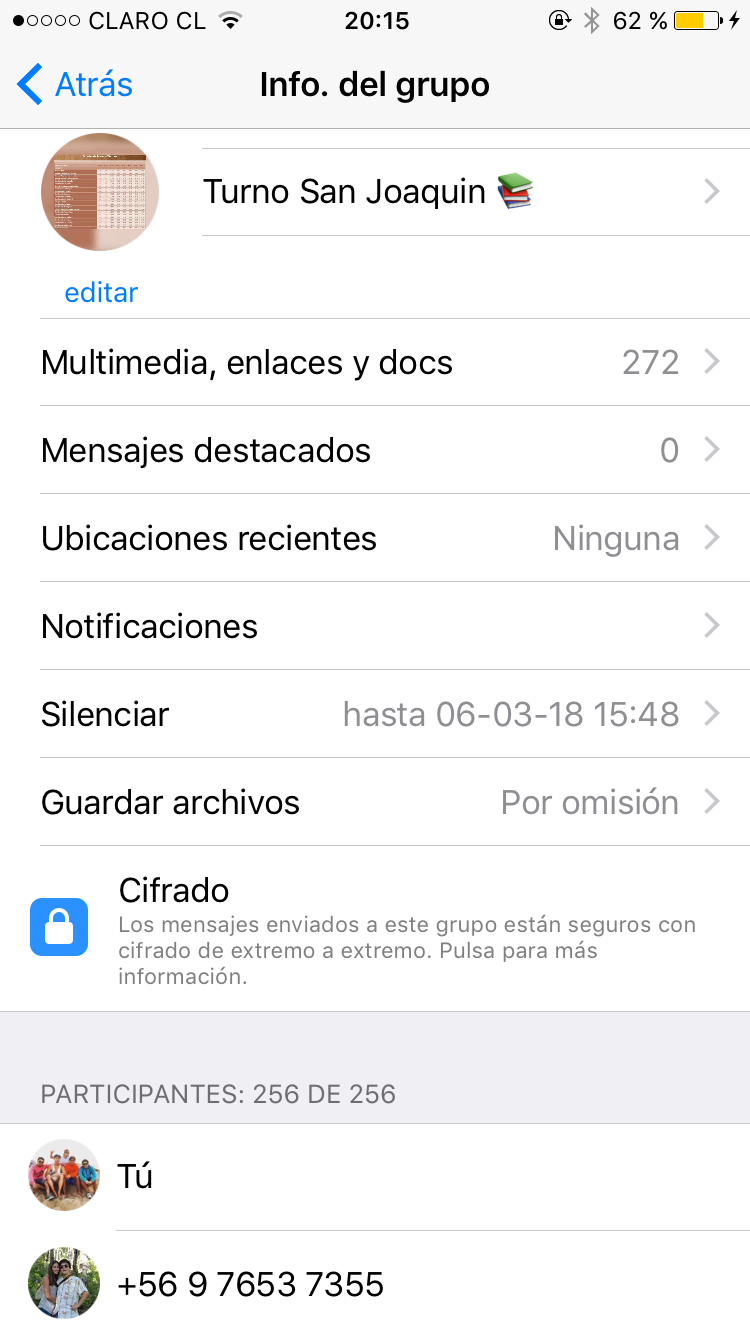 CLARO CL 20:15 62 %
Atrás Info. del grupo
Turno San Joaquin
editar
Multimedia, enlaces y docs 272
Mensajes destacados 0
Ubicaciones recientes Ninguna
Notificaciones
Silenciar hasta 06-03-18 15:48
Guardar archivos Por omisión
Cifrado
Los mensajes enviados a este grupo están seguros con
cifrado de extremo a extremo. Pulsa para más
información.
PARTICIPANTES: 256 DE 256
Tú
+56 9 7653 7355